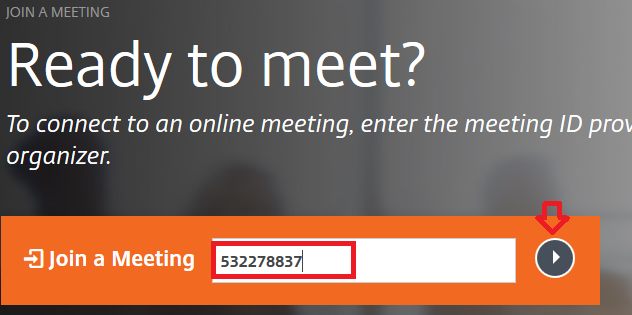 JOIN A MEETING
Ready to meet?
To connect to an online meeting, enter the meeting ID
organizer.
Join a Meeting
532278837